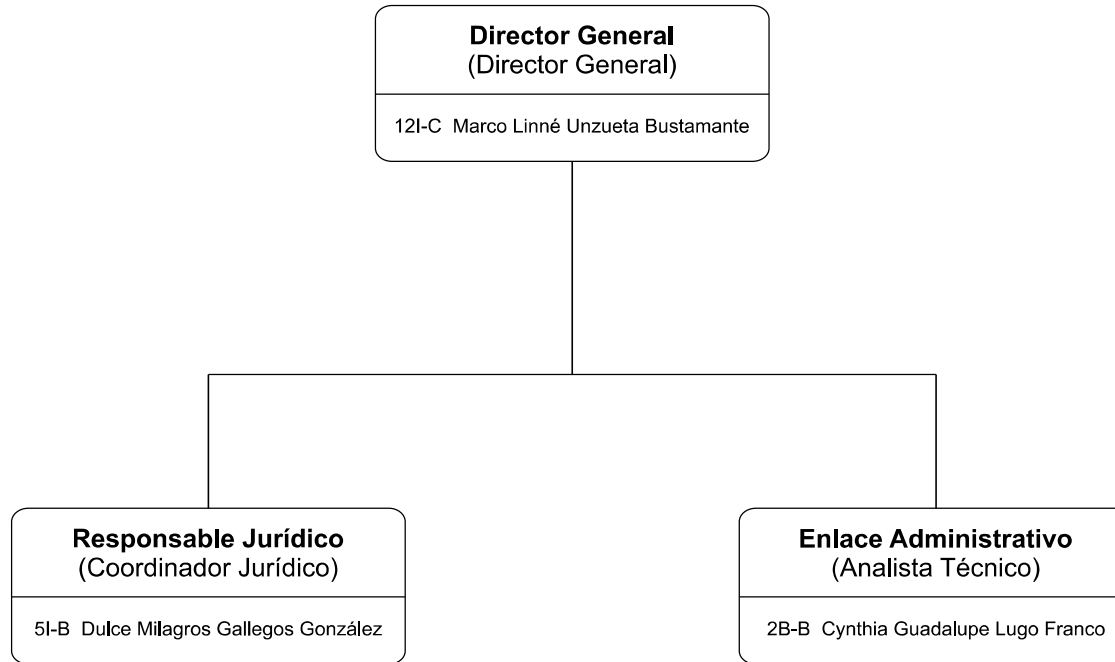 Director General
(Director General)
12I-C Marco Linné Unzueta Bustamante
Responsable Jurídico
(Coordinador Jurídico)
5I-B Dulce Milagros Gallegos González
Enlace Administrativo
(Analista Técnico)
2B-B Cynthia Guadalupe Lugo Franco